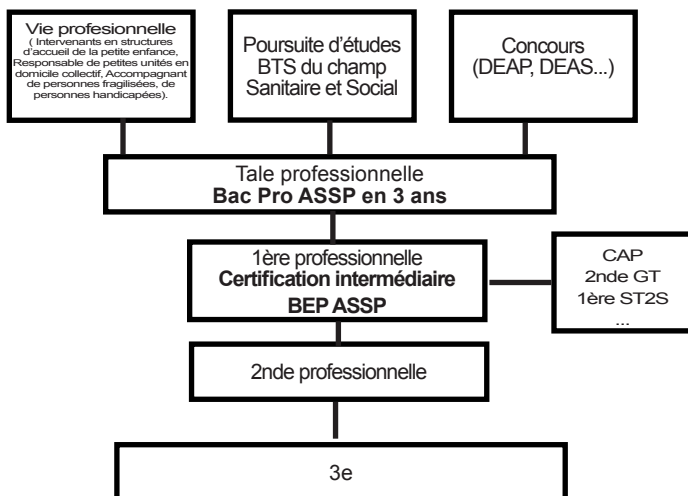 Vie profesionnelle
( Intervenants en structures
d'accueil de la petite enfance,
Responsable de petites unités en
domicile collectif, Accompagnant
de personnes fragilisées, de
personnes handicapées).
Poursuite d'études
BTS du champ
Sanitaire et Social
Concours
(DEAP, DEAS...)
Tale professionnelle
Bac Pro ASSP en 3 ans
1ère professionnelle
Certification intermédiaire
BEP ASSP
CAP
2nde GT
1ère ST2S
...
2nde professionnelle
3e